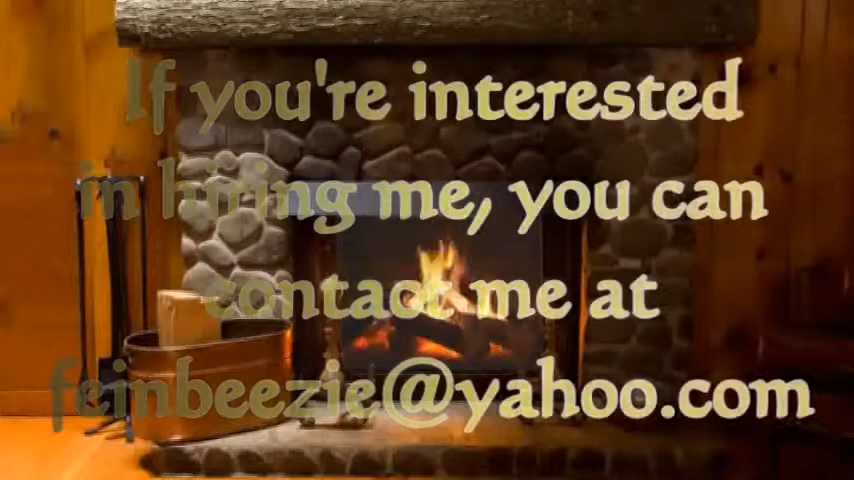 If you're interested
in hiring me, you can
contact me at
feinbeezie@yahoo.com